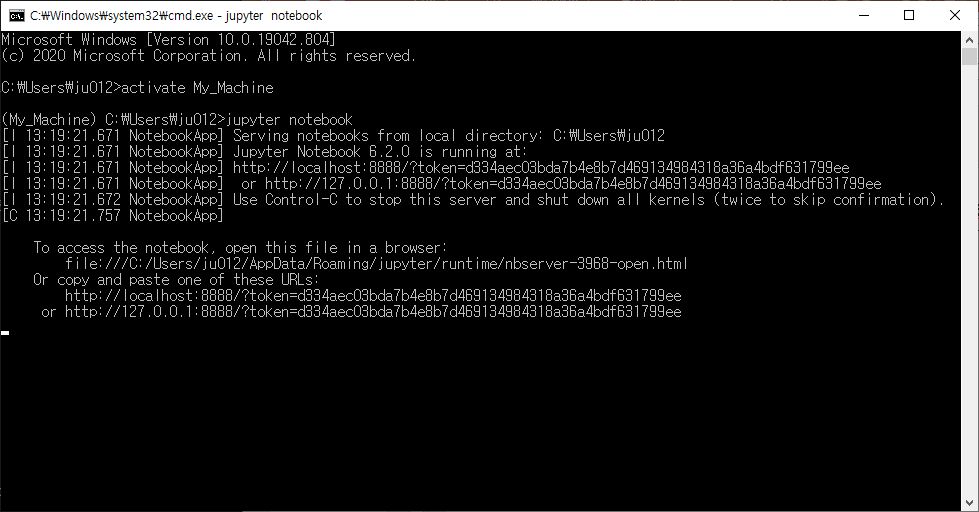 C:₩Windows₩system32₩cmd.exe - jupyter  notebook
Microsoft Windows [Version 10.0.19042.804]
(c) 2020 Microsoft Corporation. All rights reserved.
C:₩Users₩ju012>activate My_Machine
(My_Machine) C:₩Users₩ju012>jupyter notebook
[I 13:19:21.671 NotebookApp] Serving notebooks from local directory: C:₩Users₩ju012
[I 13:19:21.671 NotebookApp] Jupyter Notebook 6.2.0 is running at:
[I 13:19:21.671 NotebookApp] http://localhost:8888/?token=d334aec03bda7b4e8b7d469134984318a36a4bdf631799ee
[I 13:19:21.671 NotebookApp]  or http://127.0.0.1:8888/?token=d334aec03bda7b4e8b7d469134984318a36a4bdf631799ee
[I 13:19:21.672 NotebookApp] Use Control-C to stop this server and shut down all kernels (twice to skip confirmation).
[C 13:19:21.757 NotebookApp]
    To access the notebook, open this file in a browser:
        file:///C:/Users/ju012/AppData/Roaming/jupyter/runtime/nbserver-3968-open.html
    Or copy and paste one of these URLs:
        http://localhost:8888/?token=d334aec03bda7b4e8b7d469134984318a36a4bdf631799ee
     or http://127.0.0.1:8888/?token=d334aec03bda7b4e8b7d469134984318a36a4bdf631799ee